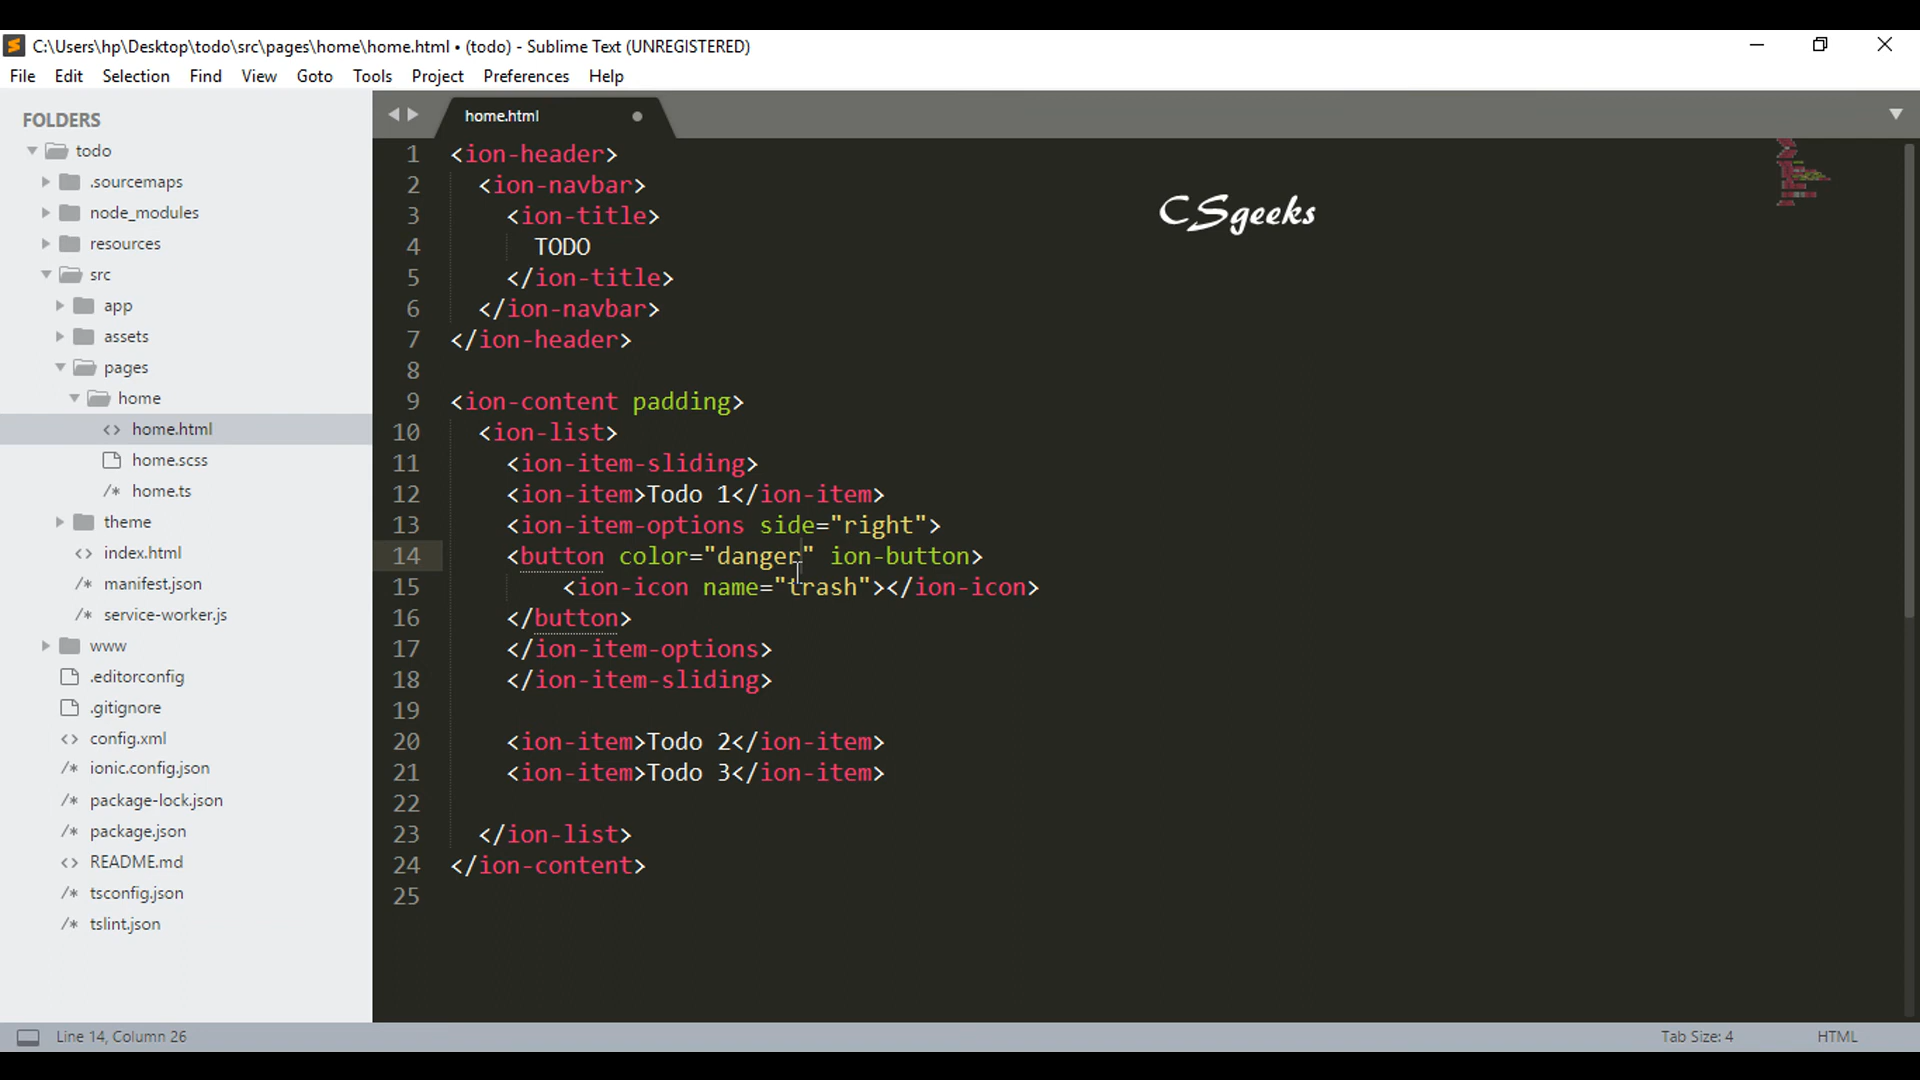 C:\Users\hp\Desktop\todo\src\pages\home\home.html • (todo) - Sublime Text (UNREGISTERED)
File Edit Selection Find View Goto Tools Project Preferences Help
FOLDERS
todo
.sourcemaps
node_modules
resources
src
app
assets
pages
home
<> home.html
home.scss
/* home.ts
theme
<> index.html
/* manifest.json
/* service-worker.js
www
.editorconfig
.gitignore
<> config.xml
/* ionic.config.json
/* package-lock.json
/* package.json
<> README.md
/* tsconfig.json
/* tslint.json
home.html
CSgeeks
1 <ion-header>
2 <ion-navbar>
3 <ion-title>
4 TODO
5 </ion-title>
6 </ion-navbar>
7 </ion-header>
8
9 <ion-content padding>
10 <ion-list>
11 <ion-item-sliding>
12 <ion-item>Todo 1</ion-item>
13 <ion-item-options side="right">
14 <button color="danger" ion-button>
15 <ion-icon name="trash"></ion-icon>
16 </button>
17 </ion-item-options>
18 </ion-item-sliding>
19
20 <ion-item>Todo 2</ion-item>
21 <ion-item>Todo 3</ion-item>
22
23 </ion-list>
24 </ion-content>
25
Line 14, Column 26 Tab Size: 4 HTML